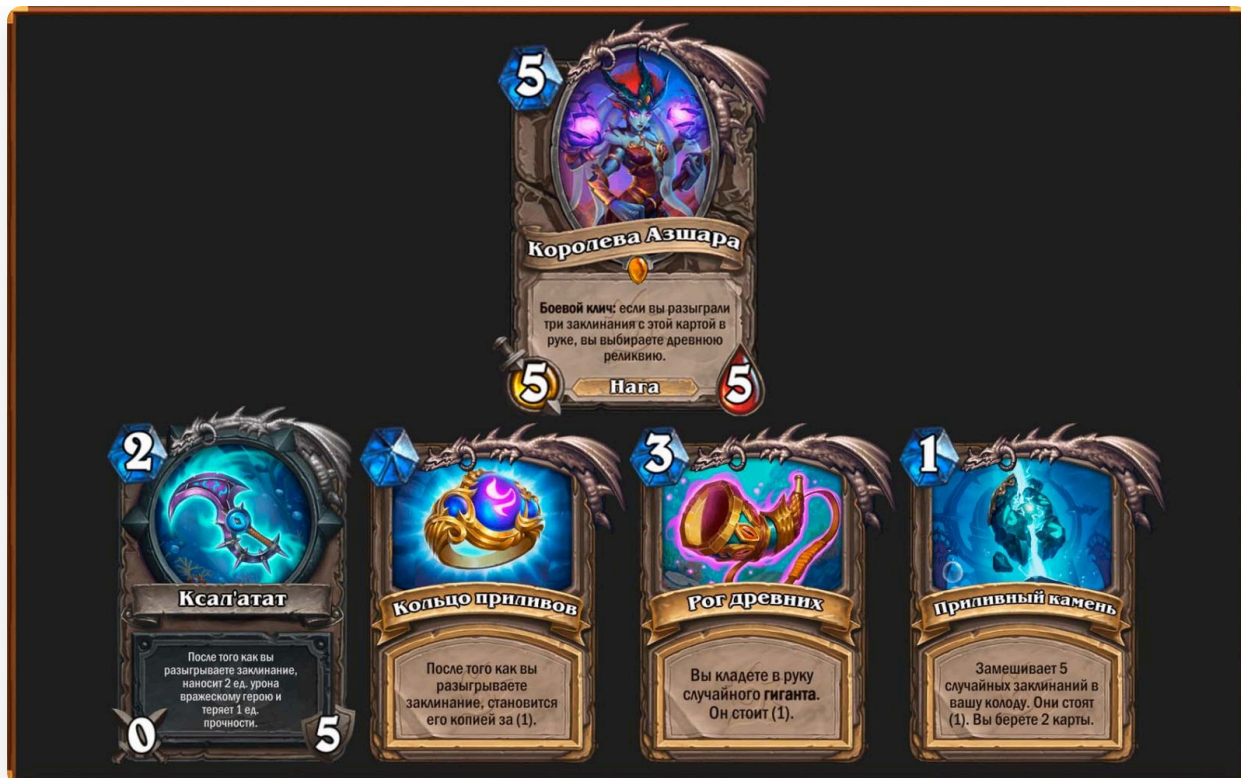 5
Королева Азшара
Боевой клич: если вы разыграли
три заклинания с этой картой в
руке, вы выбираете древнюю
реликвию.
5
Нага
5
2
Ксал'атат
После того как вы
разыгрываете заклинание,
наносит 2 ед. урона
вражескому герою и
теряет 1 ед.
прочности.
0
5
Кольцо приливов
После того как вы
разыгрываете
заклинание, становится
его копией за (1).
3
Рог древних
Вы кладете в руку
случайного гиганта.
Он стоит (1).
1
Приливный камень
Замешивает 5
случайных заклинаний в
вашу колоду. Они стоят
(1). Вы берете 2 карты.